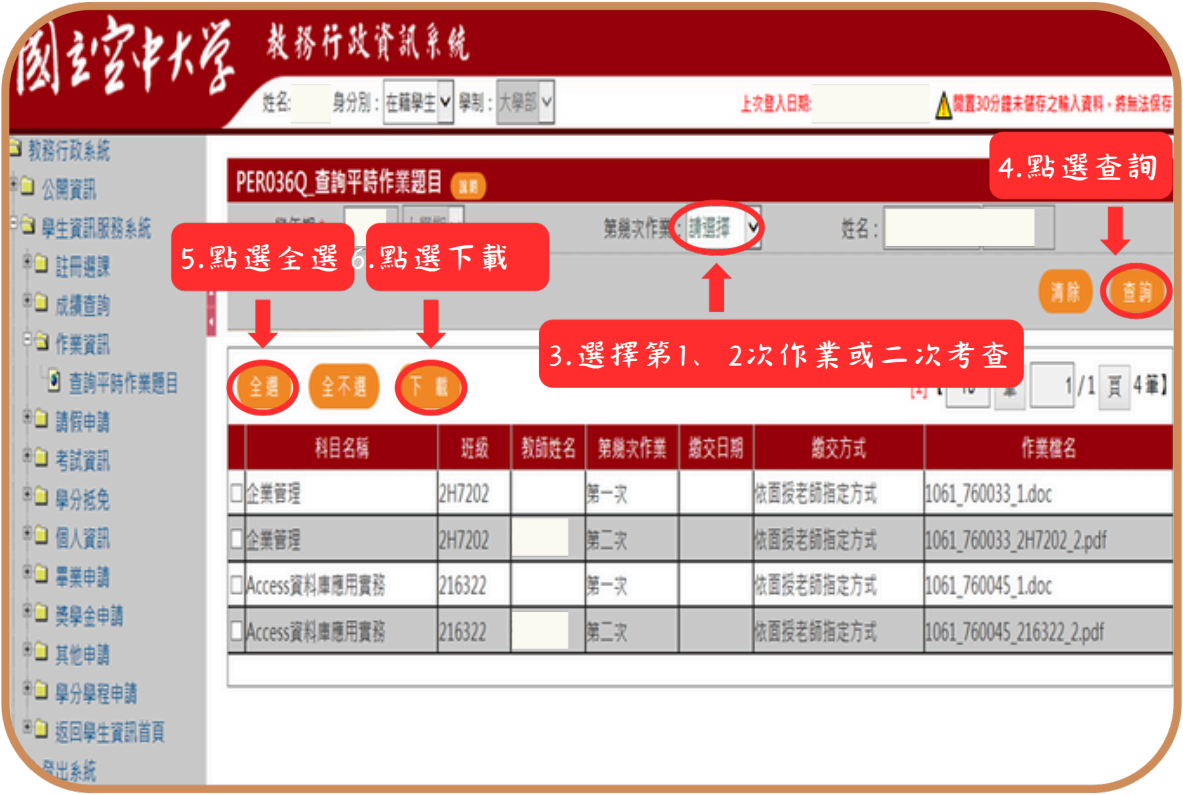 國立空中大學 教務行政資訊系統
姓名: 身分別：在籍學生 學制：大學部 上次登入日期: 閒置30分鐘未儲存之輸入資料，將無法保存
教務行政系統
公開資訊
學生資訊服務系統
註冊選課
成績查詢
作業資訊
查詢平時作業題目
請假申請
考試資訊
學分抵免
個人資訊
畢業申請
獎學金申請
其他申請
學分學程申請
返回學生資訊首頁
登出系統
PER036Q_查詢平時作業題目 說明
4.點選查詢
第幾次作業：請選擇 姓名：
5.點選全選 6.點選下載
清除 查詢
3.選擇第1、2次作業或二次考查
全選 全不選 下載
1 /1 頁 4筆】
科目名稱 班級 教師姓名 第幾次作業 繳交日期 繳交方式 作業檔名
企業管理 2H7202 第一次 依面授老師指定方式 1061_760033_1.doc
企業管理 2H7202 第二次 依面授老師指定方式 1061_760033_2H7202_2.pdf
Access資料庫應用實務 216322 第一次 依面授老師指定方式 1061_760045_1.doc
Access資料庫應用實務 216322 第二次 依面授老師指定方式 1061_760045_216322_2.pdf